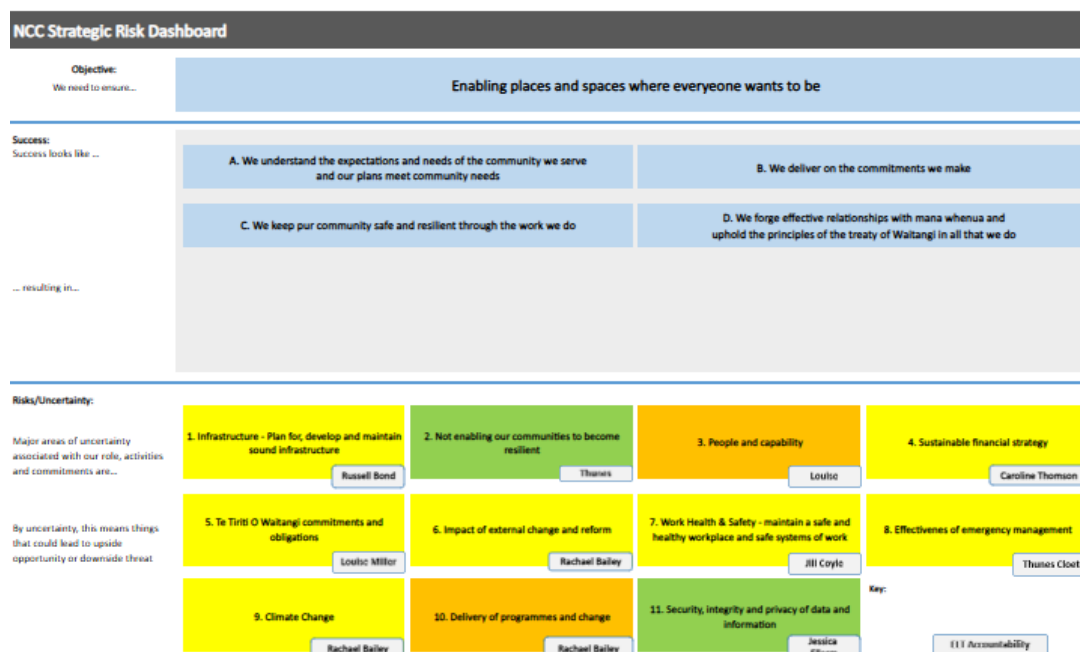 NCC Strategic Risk Dashboard
Objective:
We need to ensure...
Enabling places and spaces where everyeone wants to be
Success:
Success looks like ...
A. We understand the expectations and needs of the community we serve
and our plans meet community needs
B. We deliver on the commitments we make
C. We keep pur community safe and resilient through the work we do
D. We forge effective relationships with mana whenua and
uphold the principles of the treaty of Waitangi in all that we do
... resulting in...
Risks/Uncertainty:
Major areas of uncertainty
associated with our role, activities
and commitments are...
1. Infrastructure - Plan for, develop and maintain
sound infrastructure
Russell Bond
2. Not enabling our communities to become
resilient
Thunes
3. People and capability
Louise
4. Sustainable financial strategy
Caroline Thomson
By uncertainty, this means things
that could lead to upside
opportunity or downside threat
5. Te Tiriti O Waitangi commitments and
obligations
Louise Miller
6. Impact of external change and reform
Rachael Bailey
7. Work Health & Safety - maintain a safe and
healthy workplace and safe systems of work
Jill Coyle
8. Effectivenes of emergency management
Thunes Cloet
9. Climate Change
Rachael Bailey
10. Delivery of programmes and change
Rachael Bailey
11. Security, integrity and privacy of data and
information
Jessica
Key:
ELT Accountability